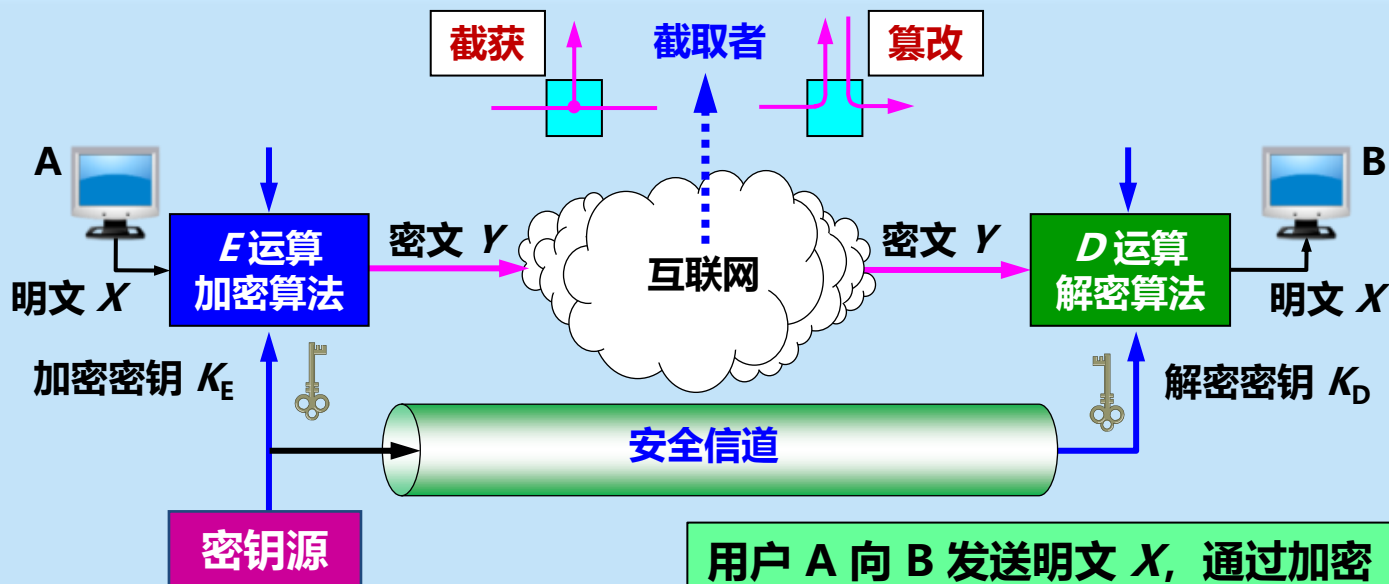 截获
截取者
篡改
A
B
E 运算
加密算法
密文 Y
互联网
密文 Y
D 运算
解密算法
明文 X
明文 X
加密密钥 KE
解密密钥 KD
安全信道
密钥源
用户 A 向 B 发送明文 X，通过加密